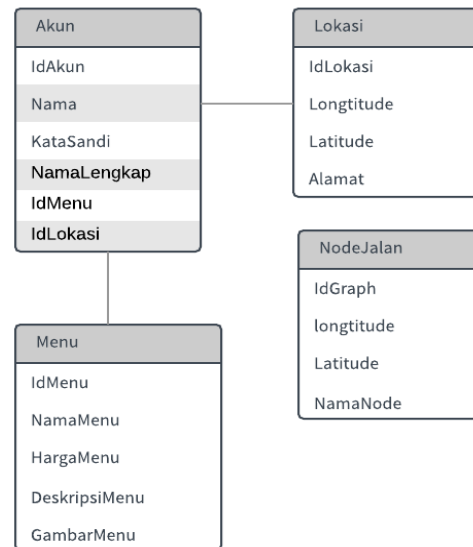 Akun
IdAkun
Nama
KataSandi
NamaLengkap
IdMenu
IdLokasi
Lokasi
IdLokasi
Longtitude
Latitude
Alamat
NodeJalan
IdGraph
longtitude
Latitude
NamaNode
Menu
IdMenu
NamaMenu
HargaMenu
DeskripsiMenu
GambarMenu